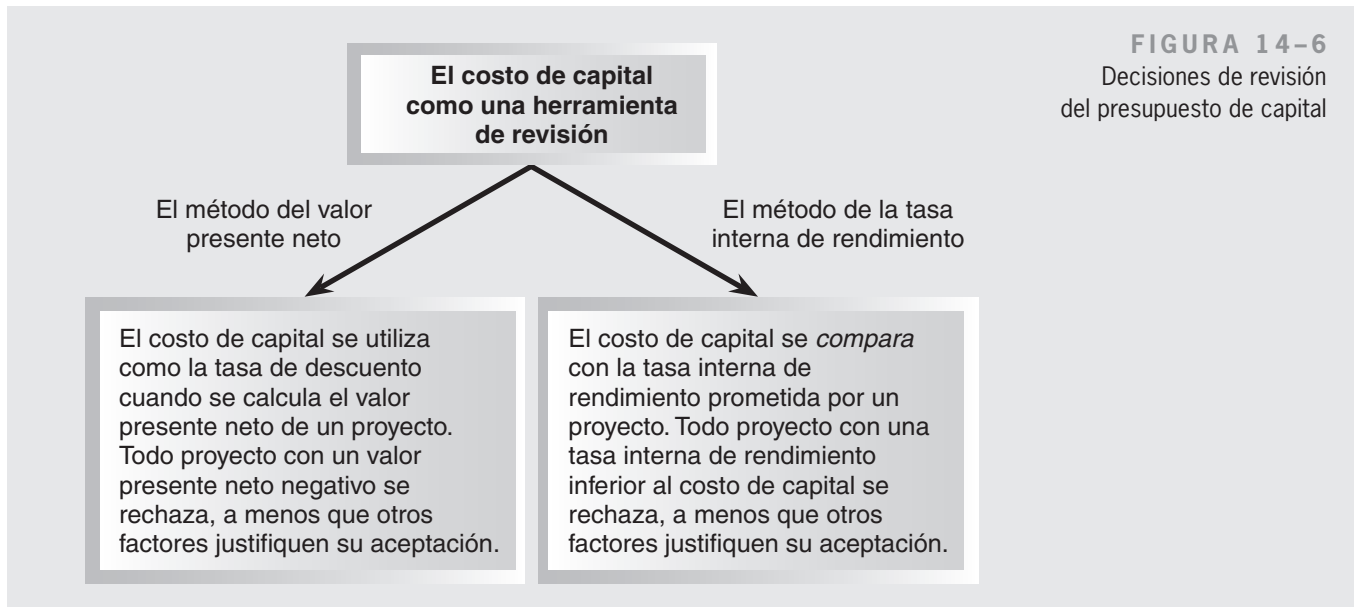 FIGURA 14–6
Decisiones de revisión
del presupuesto de capital
El costo de capital
como una herramienta
de revisión
El método del valor
presente neto
El método de la tasa
interna de rendimiento
El costo de capital se utiliza
como la tasa de descuento
cuando se calcula el valor
presente neto de un proyecto.
Todo proyecto con un valor
presente neto negativo se
rechaza, a menos que otros
factores justifiquen su aceptación.
El costo de capital se compara
con la tasa interna de
rendimiento prometida por un
proyecto. Todo proyecto con una
tasa interna de rendimiento
inferior al costo de capital se
rechaza, a menos que otros
factores justifiquen su aceptación.